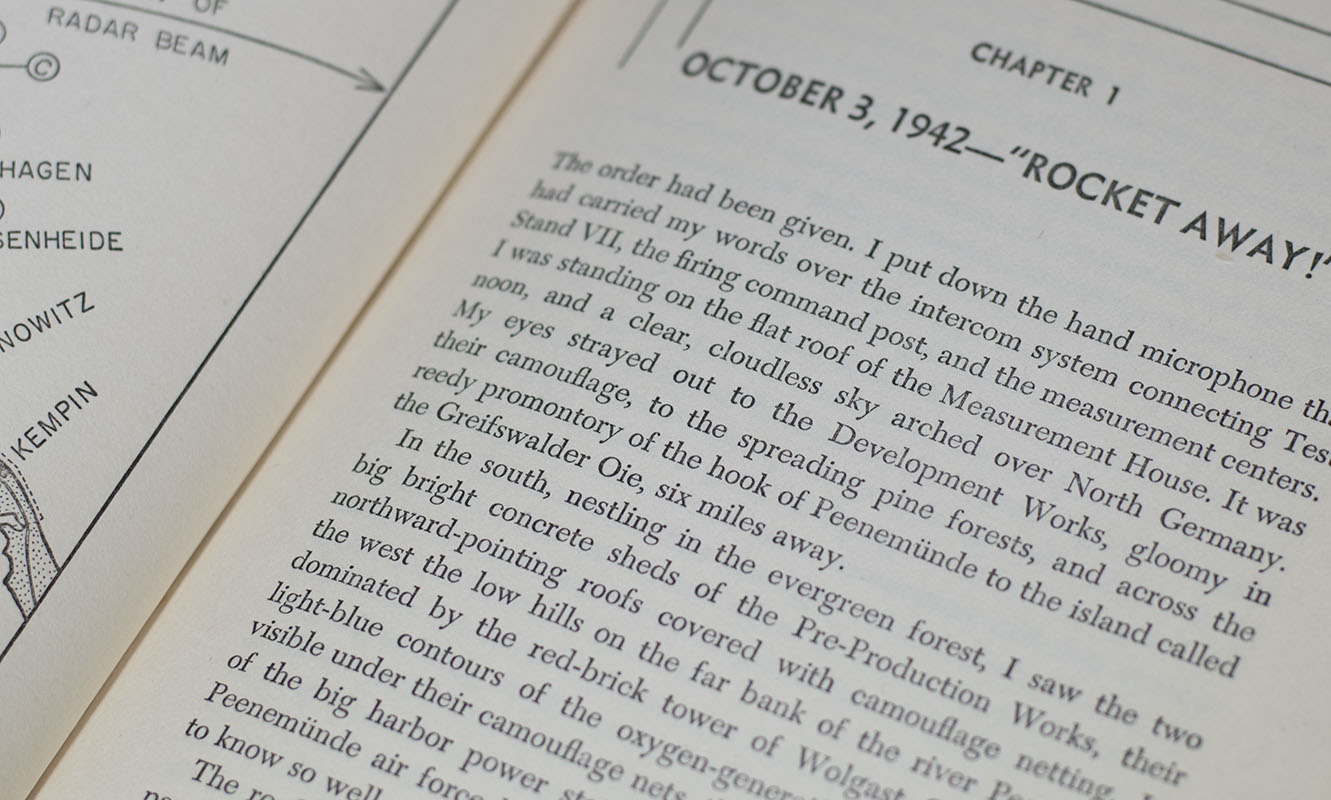 OF
RADAR BEAM
C
HAGEN
SENHEIDE
NOWITZ
KEMPIN
CHAPTER 1
OCTOBER 3, 1942—"ROCKET AWAY!"
The order had been given. I put down the hand microphone tha
had carried my words over the intercom system connecting Test
Stand VII, the firing command post, and the measurement centers.
I was standing on the flat roof of the Measurement House. It was
noon, and a clear, cloudless sky arched over North Germany.
My eyes strayed out to the Development Works, gloomy in
their camouflage, to the spreading pine forests, and across the
reedy promontory of the hook of Peenemünde to the island called
the Greifswalder Oie, six miles away.
In the south, nestling in the evergreen forest, I saw the two
big bright concrete sheds of the Pre-Production Works, their
northward-pointing roofs covered with camouflage netting.
the west the low hills on the far bank of the river
dominated by the red-brick tower of Wolgast
light-blue contours of the oxygen-genera
visible under their camouflage nets
of the big harbor power
Peenemünde air force
to know so well
The